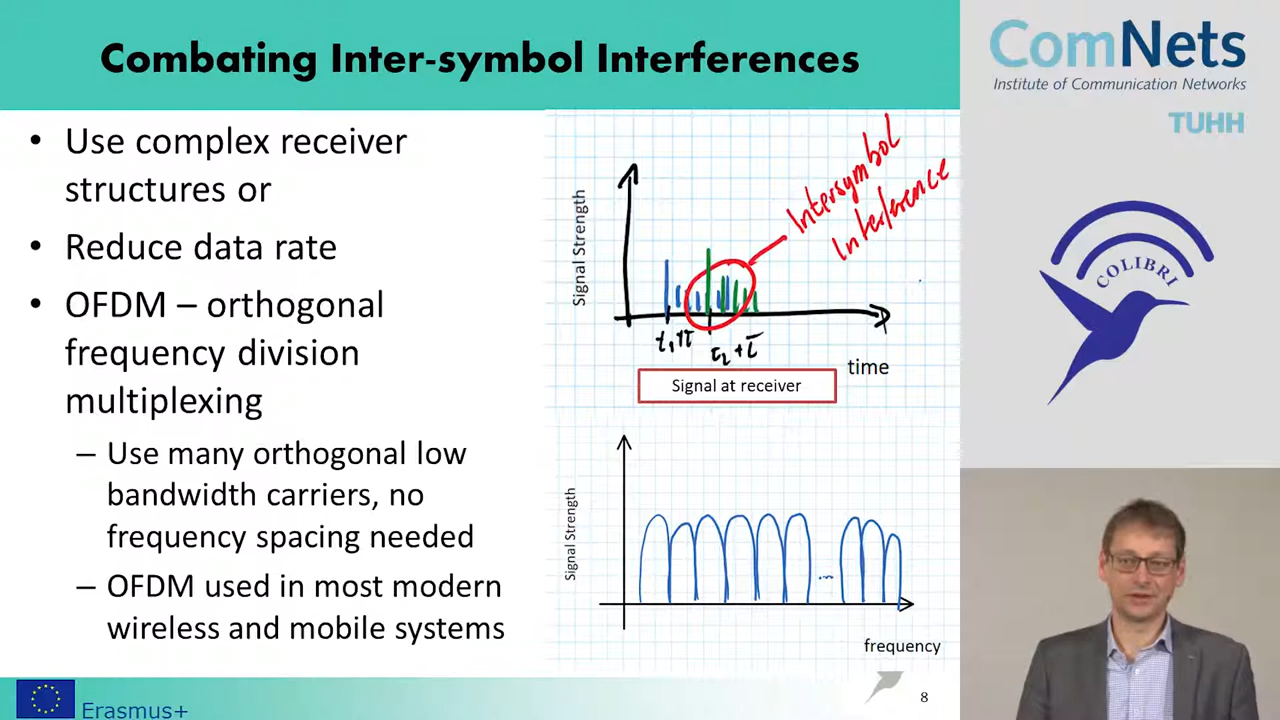 Combating Inter-symbol Interferences
• Use complex receiver
structures or
• Reduce data rate
• OFDM – orthogonal
frequency division
multiplexing
– Use many orthogonal low
bandwidth carriers, no
frequency spacing needed
– OFDM used in most modern
wireless and mobile systems
Signal Strength
Intersymbol
Interference
time
Signal at receiver
Signal Strength
...
frequency
8
Erasmus+
ComNets
Institute of Communication Networks
TUHH
COLIBRI